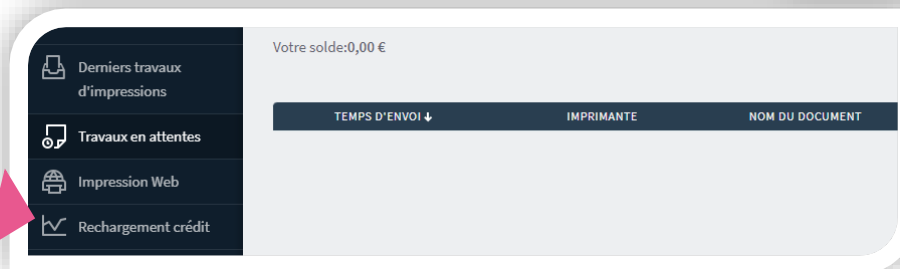 Votre solde:0,00 €
Derniers travaux
d'impressions
Travaux en attentes
Impression Web
Rechargement crédit
TEMPS D'ENVOI IMPRIMANTE NOM DU DOCUMENT